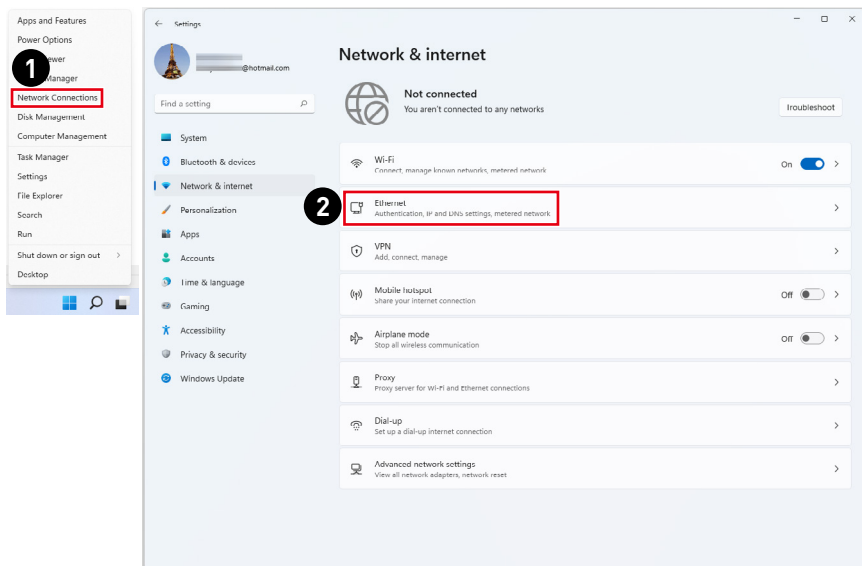 Apps and Features
Power Options
ewer
1
Manager
Network Connections
Disk Management
Computer Management
Task Manager
Settings
File Explorer
Search
Run
Shut down or sign out
Desktop
Settings
@hotmail.com
Find a setting
System
Bluetooth & devices
Network & internet
Personalization
Apps
Accounts
Time & language
Gaming
Accessibility
Privacy & security
Windows Update
Network & internet
Not connected
You aren't connected to any networks
Troubleshoot
Wi-Fi
Connect, manage known networks, metered network
On
2
Ethernet
Authentication, IP and DNS settings, metered network
VPN
Add, connect, manage
Mobile hotspot
Share your internet connection
Off
Airplane mode
Stop all wireless communication
Off
Proxy
Proxy server for Wi-Fi and Ethernet connections
Dial-up
Set up a dial-up internet connection
Advanced network settings
View all network adapters, network reset